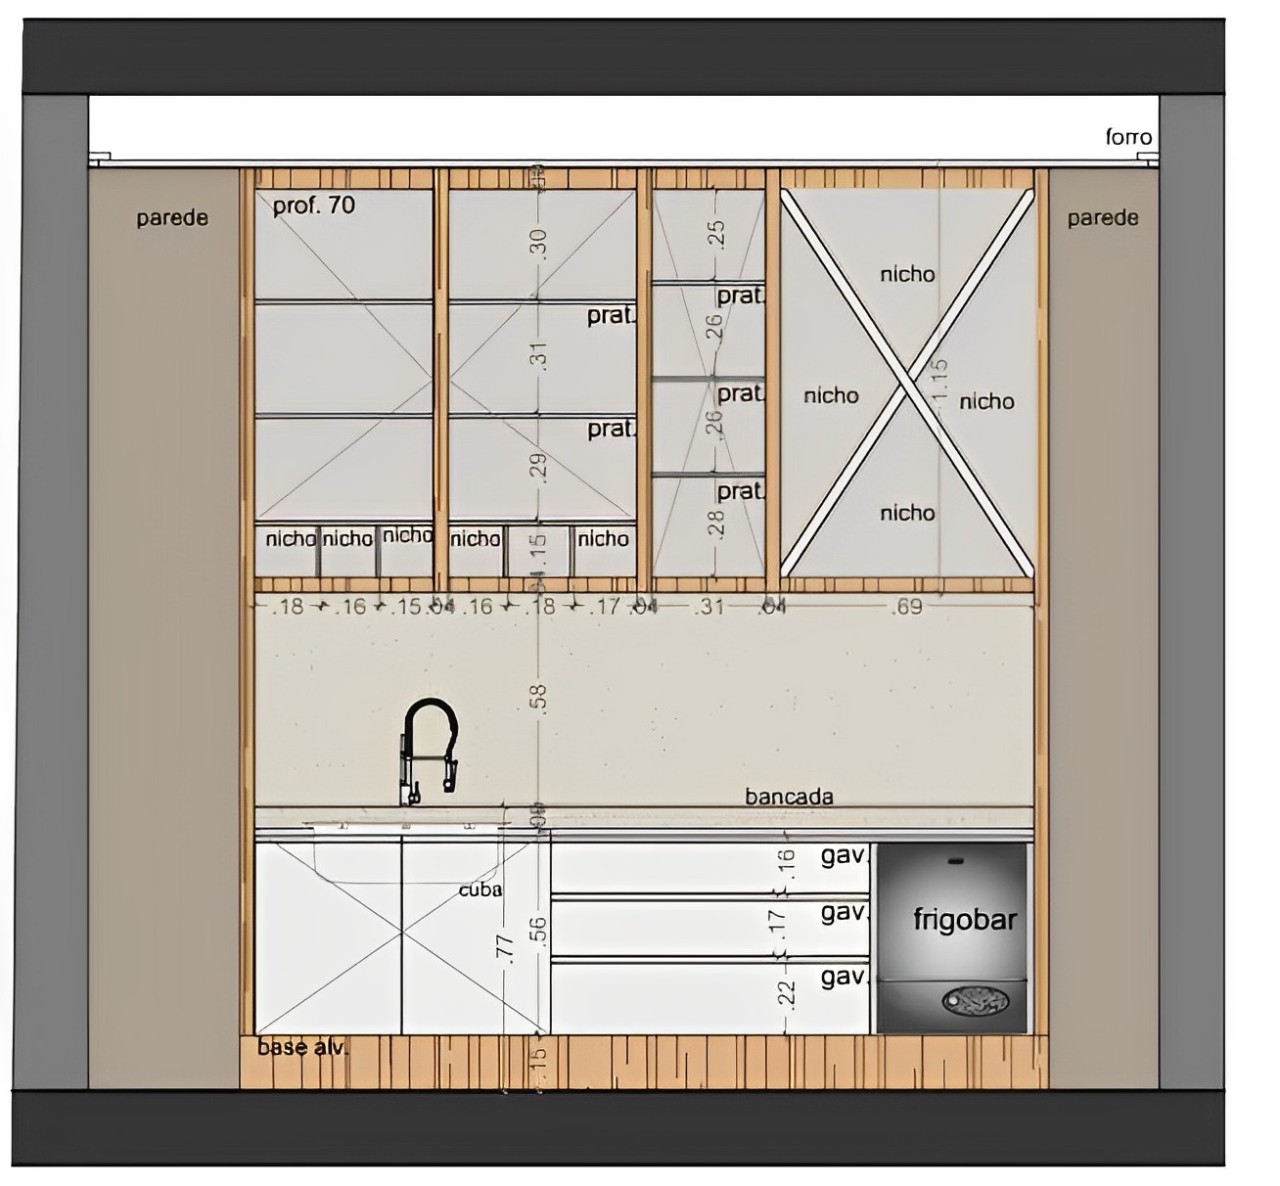 forro
parede
prof. 70
parede
.30
.25
nicho
prat.
prat.
.31
.26
1.15
nicho
nicho
prat.
prat.
.26
.29
prat.
nicho
.28
nicho
nicho
nicho
nicho
.15
nicho
.18
.16
.15
.04
.16
.18
.17
.04
.31
.04
.69
.58
bancada
gav.
.16
cuba
gav.
.17
frigobar
.77
.56
gav.
.22
base alv.
.15